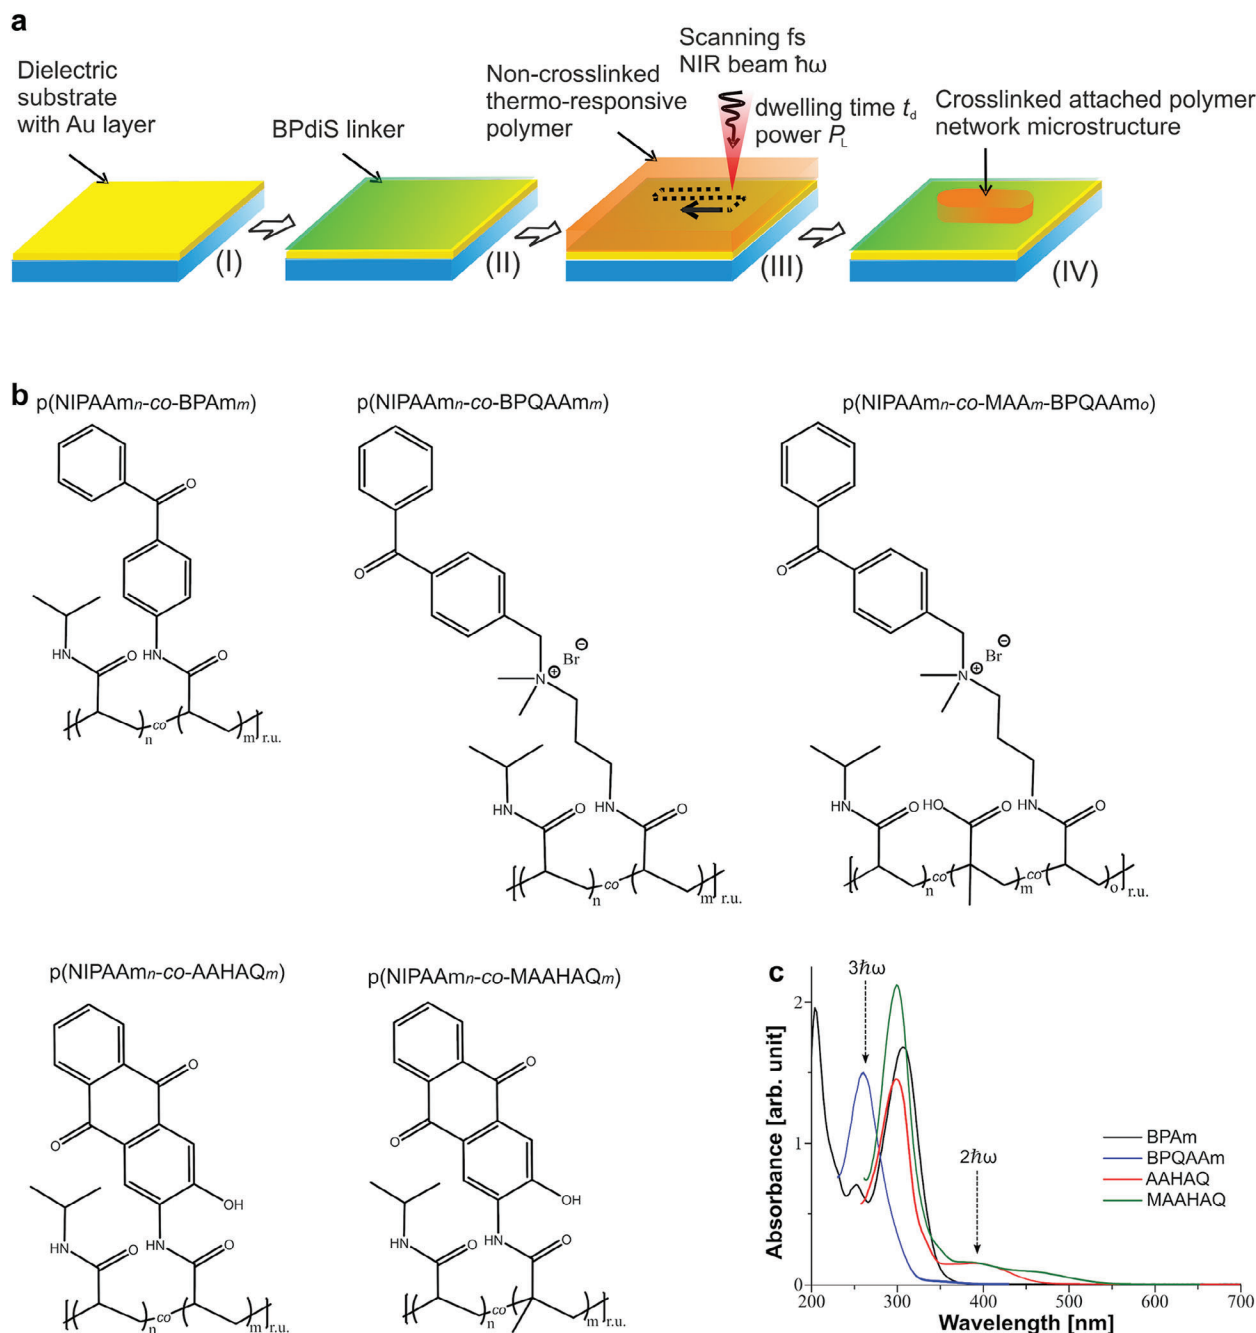 a
Dielectric
substrate
with Au layer
BPdiS linker
Non-crosslinked
thermo-responsive
polymer
Scanning fs
NIR beam ħω
dwelling time td
power PL
Crosslinked attached polymer
network microstructure
(I)
(II)
(III)
(IV)
b
p(NIPAAmn-co-BPAmm)
O
HN
O
HN
O
n
co
m
r.u.
p(NIPAAmn-co-BPQAAmm)
O
Br
⊖
N
⊕
HN
O
HN
O
n
co
m
r.u.
p(NIPAAmn-co-MAAm-BPQAAmo)
O
Br
⊖
N
⊕
HN
O
HO
O
HN
O
n
co
m
co
o
r.u.
p(NIPAAmn-co-AAHAQm)
O
O
OH
HN
O
HN
O
n
co
m
r.u.
p(NIPAAmn-co-MAAHAQm)
O
O
OH
HN
O
HN
O
n
co
m
r.u.
c
3ħω
2ħω
Absorbance [arb. unit]
2
1
0
BPAm
BPQAAm
AAHAQ
MAAHAQ
200 300 400 500 600 700
Wavelength [nm]